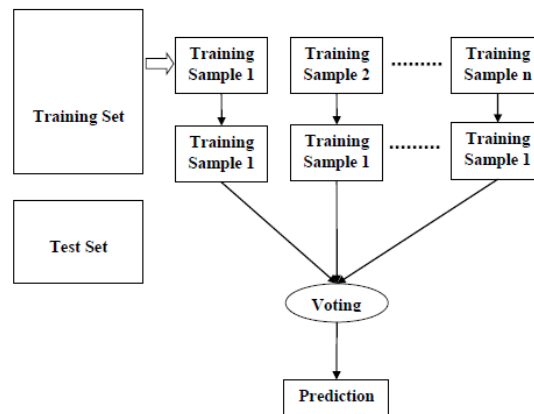 Training Set
Training
Sample 1
Training
Sample 2
.........
Training
Sample n
Training
Sample 1
Training
Sample 1
.........
Training
Sample 1
Test Set
Voting
Prediction